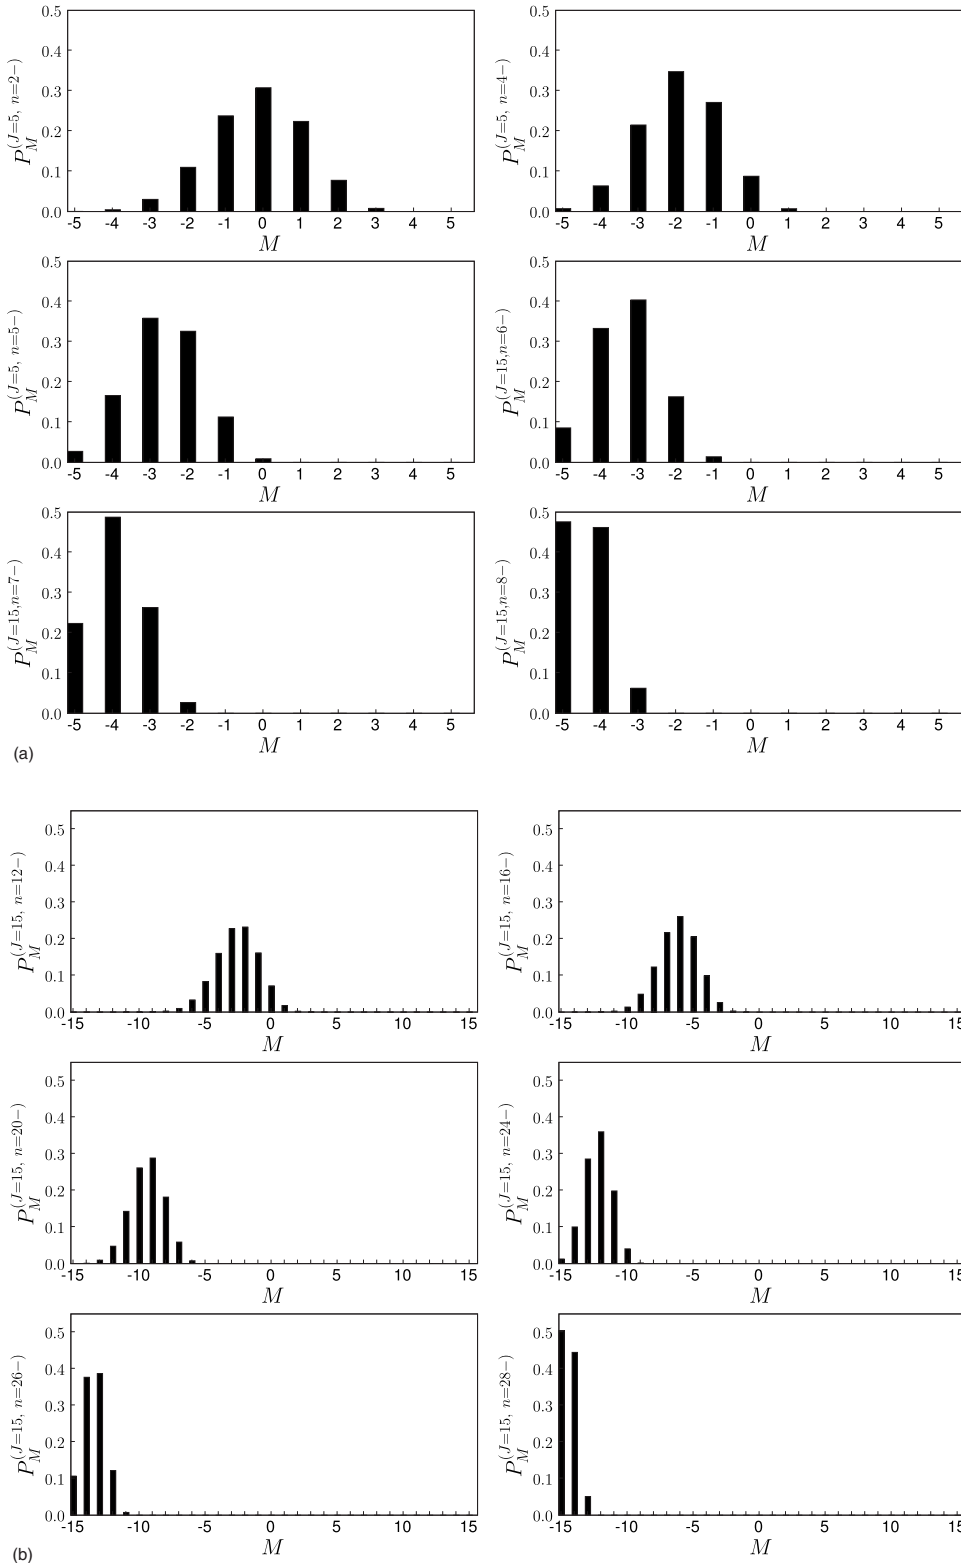 0.5
0.4
0.3
0.2
0.1
0.0
P_M^{(J=5, n=2−)}
-5 -4 -3 -2 -1 0 1 2 3 4 5
M
0.5
0.4
0.3
0.2
0.1
0.0
P_M^{(J=5, n=4−)}
-5 -4 -3 -2 -1 0 1 2 3 4 5
M
0.5
0.4
0.3
0.2
0.1
0.0
P_M^{(J=5, n=5−)}
-5 -4 -3 -2 -1 0 1 2 3 4 5
M
0.5
0.4
0.3
0.2
0.1
0.0
P_M^{(J=15,n=6−)}
-5 -4 -3 -2 -1 0 1 2 3 4 5
M
0.5
0.4
0.3
0.2
0.1
0.0
P_M^{(J=15,n=7−)}
-5 -4 -3 -2 -1 0 1 2 3 4 5
M
0.5
0.4
0.3
0.2
0.1
0.0
P_M^{(J=15,n=8−)}
-5 -4 -3 -2 -1 0 1 2 3 4 5
M
(a)
0.5
0.4
0.3
0.2
0.1
0.0
P_M^{(J=15, n=12−)}
-15 -10 -5 0 5 10 15
M
0.5
0.4
0.3
0.2
0.1
0.0
P_M^{(J=15, n=16−)}
-15 -10 -5 0 5 10 15
M
0.5
0.4
0.3
0.2
0.1
0.0
P_M^{(J=15, n=20−)}
-15 -10 -5 0 5 10 15
M
0.5
0.4
0.3
0.2
0.1
0.0
P_M^{(J=15, n=24−)}
-15 -10 -5 0 5 10 15
M
0.5
0.4
0.3
0.2
0.1
0.0
P_M^{(J=15, n=26−)}
-15 -10 -5 0 5 10 15
M
0.5
0.4
0.3
0.2
0.1
0.0
P_M^{(J=15, n=28−)}
-15 -10 -5 0 5 10 15
M
(b)